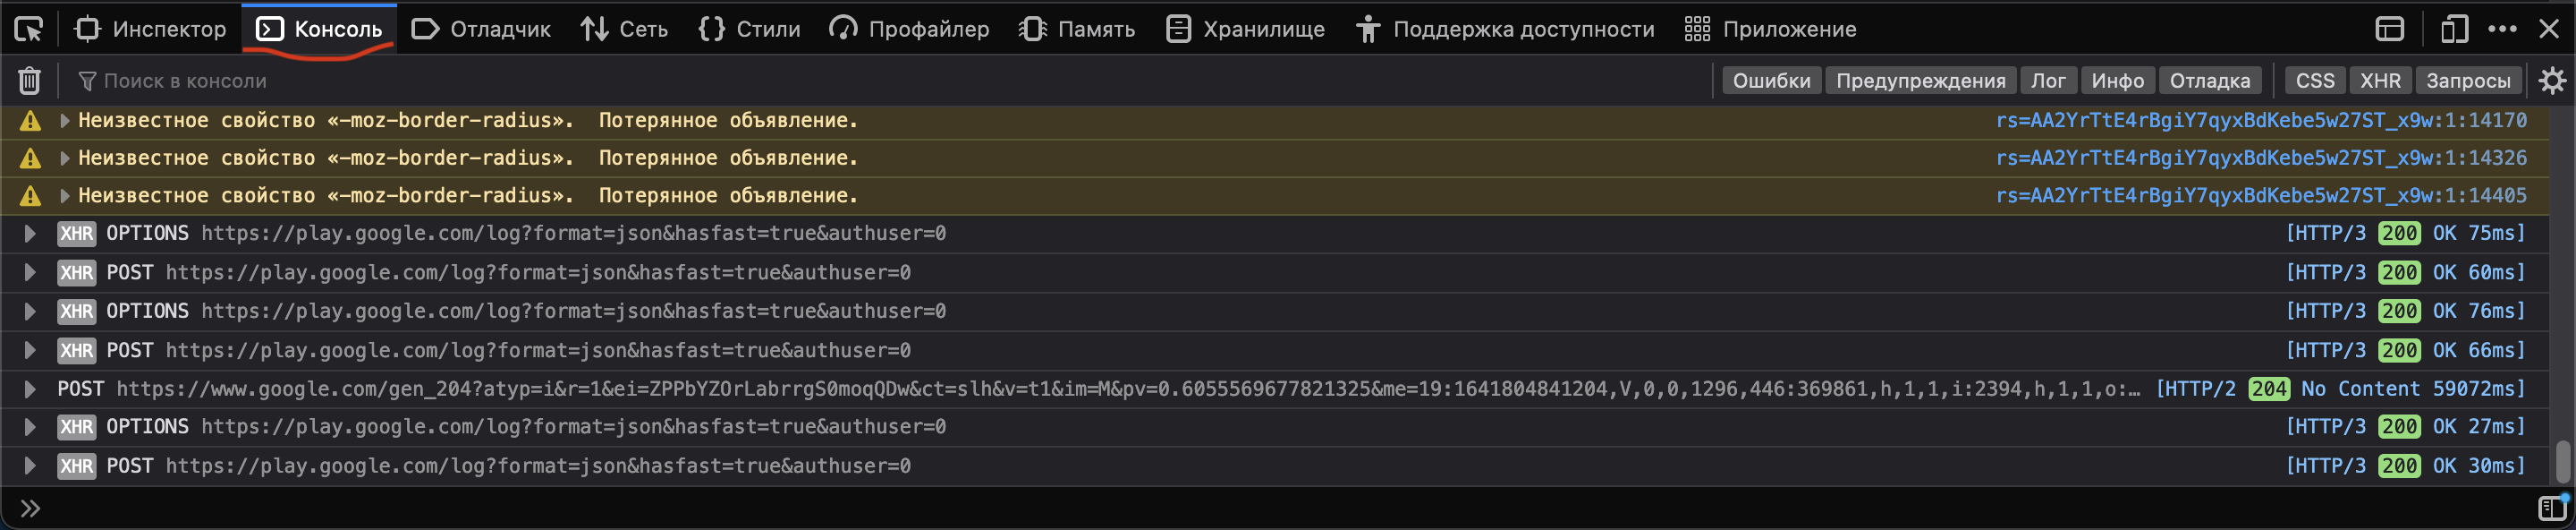 Инспектор Консоль Отладчик Сеть Стили Профайлер Память Хранилище Поддержка доступности Приложение
Поиск в консоли Ошибки Предупреждения Лог Инфо Отладка CSS XHR Запросы
Неизвестное свойство «-moz-border-radius». Потерянное объявление. rs=AA2YrTtE4rBgiY7qyxBdKebe5w27ST_x9w:1:14170
Неизвестное свойство «-moz-border-radius». Потерянное объявление. rs=AA2YrTtE4rBgiY7qyxBdKebe5w27ST_x9w:1:14326
Неизвестное свойство «-moz-border-radius». Потерянное объявление. rs=AA2YrTtE4rBgiY7qyxBdKebe5w27ST_x9w:1:14405
XHR OPTIONS https://play.google.com/log?format=json&hasfast=true&authuser=0 [HTTP/3 200 OK 75ms]
XHR POST https://play.google.com/log?format=json&hasfast=true&authuser=0 [HTTP/3 200 OK 60ms]
XHR OPTIONS https://play.google.com/log?format=json&hasfast=true&authuser=0 [HTTP/3 200 OK 76ms]
XHR POST https://play.google.com/log?format=json&hasfast=true&authuser=0 [HTTP/3 200 OK 66ms]
POST https://www.google.com/gen_204?atyp=i&r=1&ei=ZPPbYZOrLabrrgS0moqQDw&ct=slh&v=t1&im=M&pv=0.6055569677821325&me=19:1641804841204,V,0,0,1296,446:369861,h,1,1,i:2394,h,1,1,o:… [HTTP/2 204 No Content 59072ms]
XHR OPTIONS https://play.google.com/log?format=json&hasfast=true&authuser=0 [HTTP/3 200 OK 27ms]
XHR POST https://play.google.com/log?format=json&hasfast=true&authuser=0 [HTTP/3 200 OK 30ms]